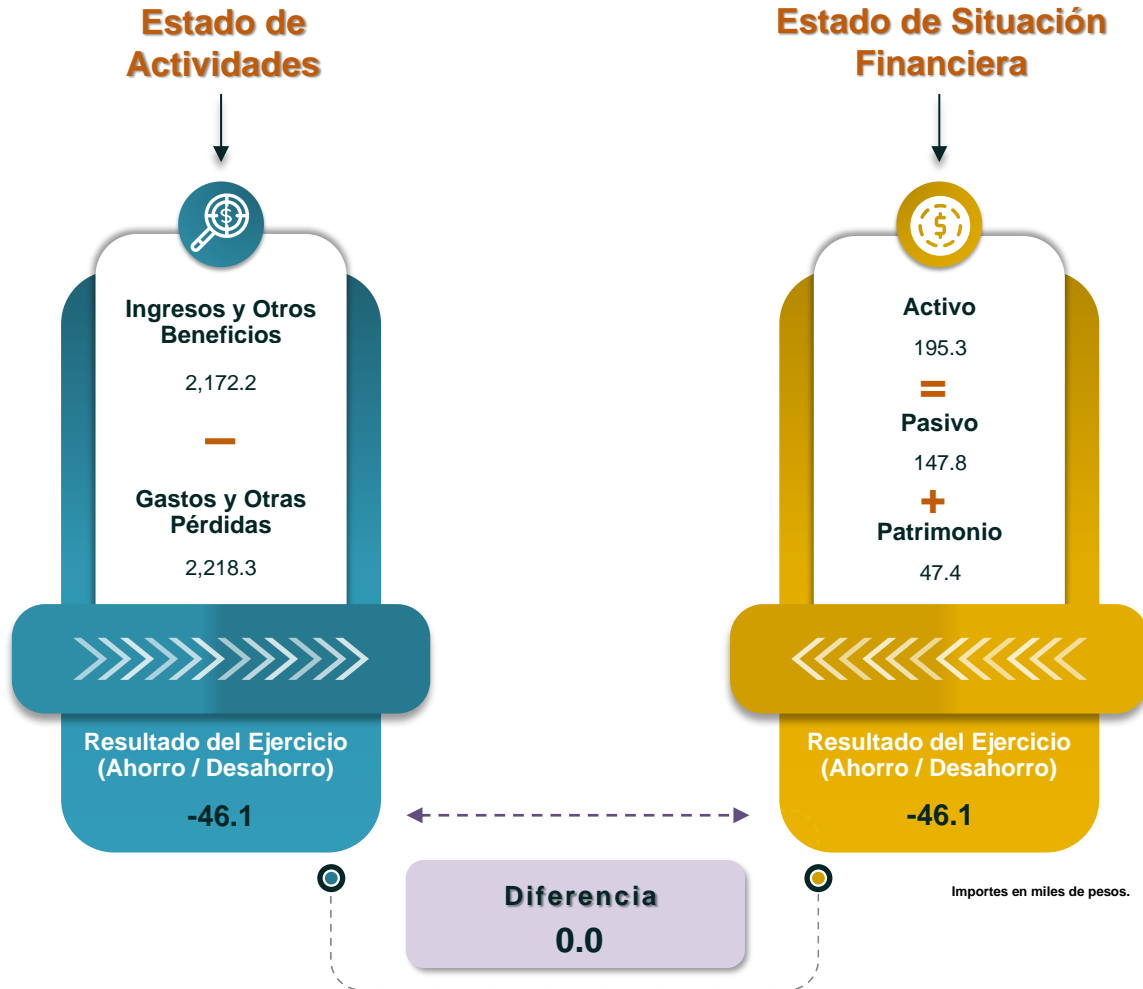 Estado de
Actividades
$
Ingresos y Otros
Beneficios
2,172.2
–
Gastos y Otras
Pérdidas
2,218.3
Resultado del Ejercicio
(Ahorro / Desahorro)
-46.1
Estado de Situación
Financiera
$
Activo
195.3
=
Pasivo
147.8
+
Patrimonio
47.4
Resultado del Ejercicio
(Ahorro / Desahorro)
-46.1
Diferencia
0.0
Importes en miles de pesos.